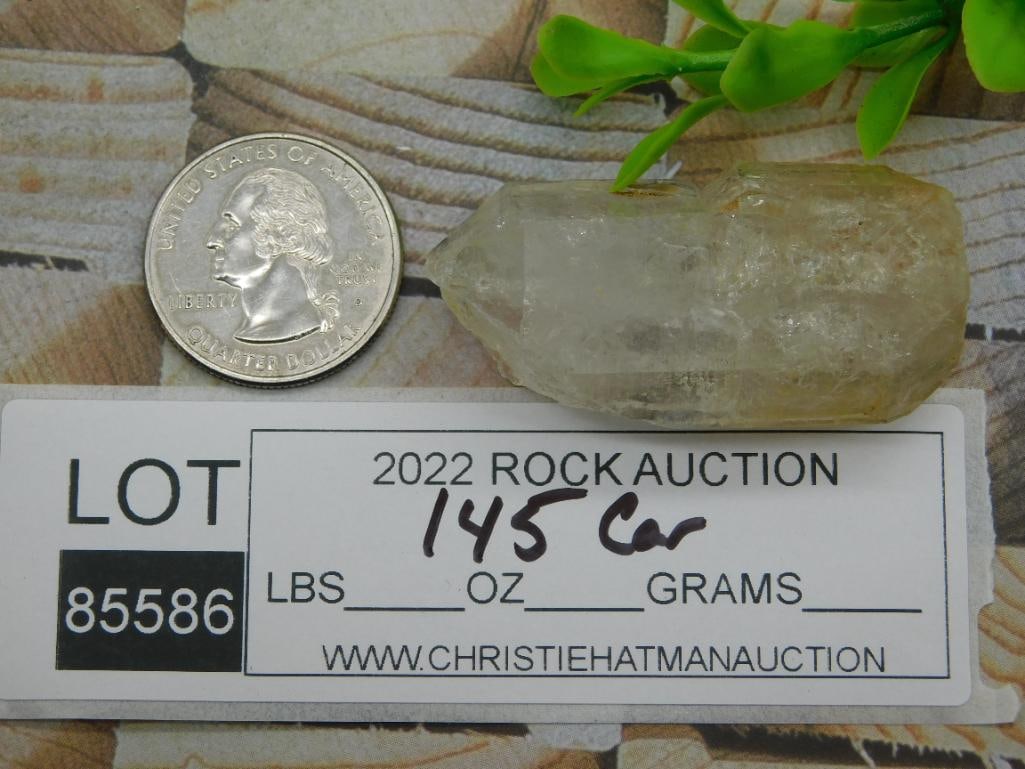 UNITED STATES OF AMERICA
LIBERTY
IN
GOD WE
TRUST
QUARTER DOLLAR
LOT
85586
2022 ROCK AUCTION
145 Car
LBS_____OZ_____GRAMS_____
WWW.CHRISTIEHATMANAUCTION